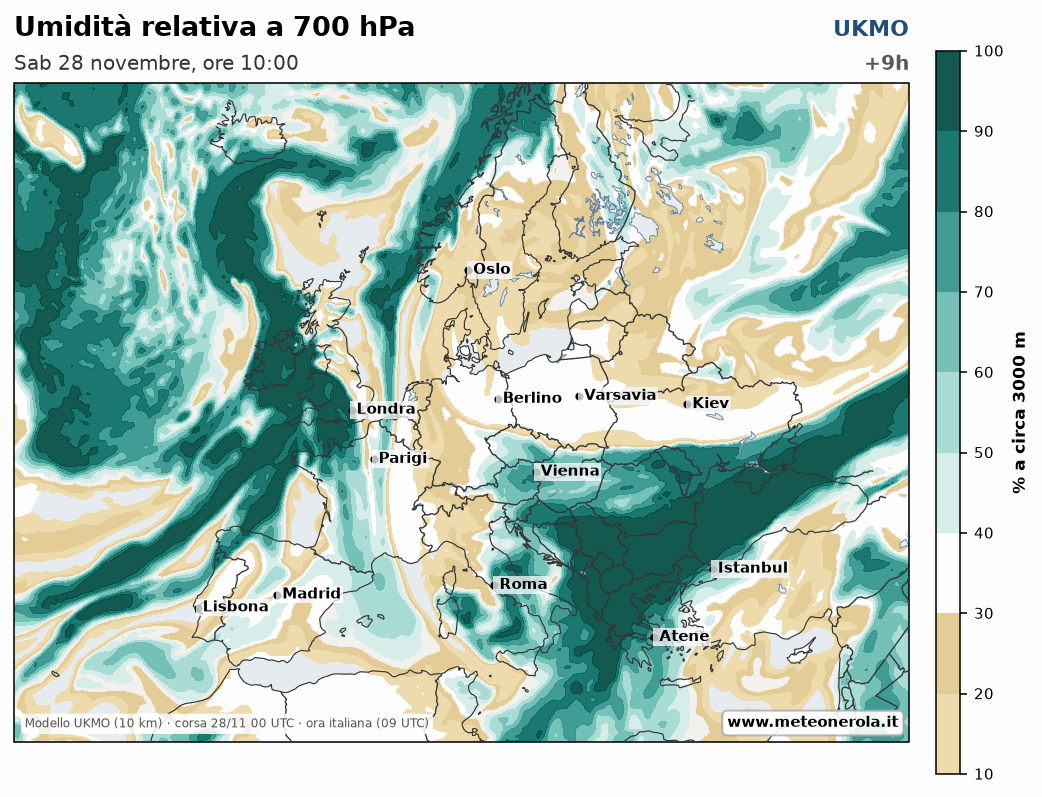 Umidità relativa a 700 hPa
UKMO
Sab 28 novembre, ore 10:00
+9h
100
90
80
70
60
50
40
30
20
10
% a circa 3000 m
Oslo
Berlino
Varsavia
Kiev
Londra
Parigi
Vienna
Istanbul
Roma
Madrid
Lisbona
Atene
Modello UKMO (10 km) · corsa 28/11 00 UTC · ora italiana (09 UTC)
www.meteonerola.it